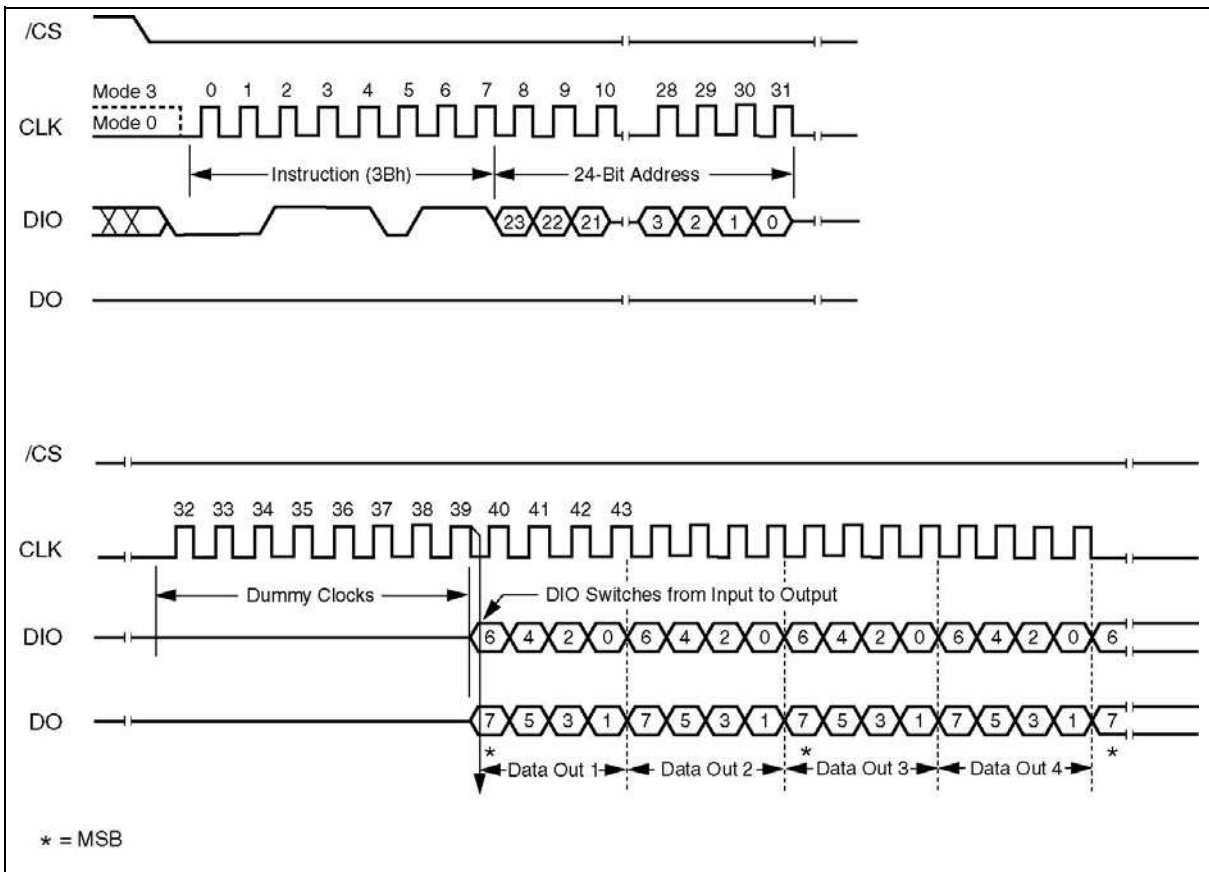 /CS
Mode 3 0 1 2 3 4 5 6 7 8 9 10 28 29 30 31
CLK Mode 0
Instruction (3Bh) 24-Bit Address
DIO 23 22 21 3 2 1 0
DO
/CS
32 33 34 35 36 37 38 39 40 41 42 43
CLK
Dummy Clocks DIO Switches from Input to Output
DIO 6 4 2 0 6 4 2 0 6 4 2 0 6 4 2 0 6
DO 7 5 3 1 7 5 3 1 7 5 3 1 7 5 3 1 7
* * *
Data Out 1 Data Out 2 Data Out 3 Data Out 4
* = MSB